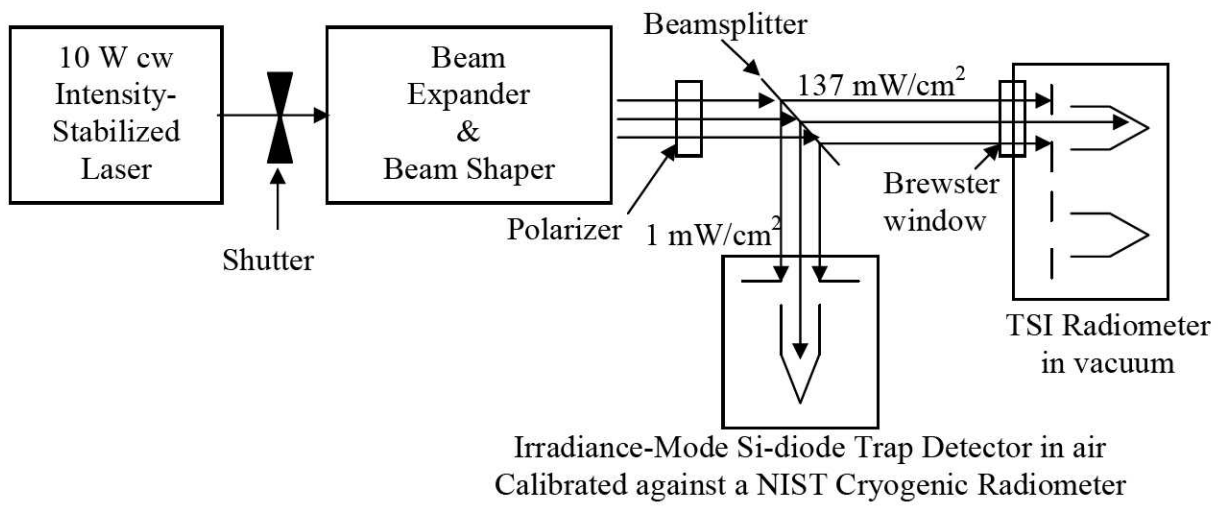 10 W cw
Intensity-
Stabilized
Laser
Shutter
Beam
Expander
&
Beam Shaper
Polarizer
Beamsplitter
137 mW/cm²
1 mW/cm²
Brewster
window
TSI Radiometer
in vacuum
Irradiance-Mode Si-diode Trap Detector in air
Calibrated against a NIST Cryogenic Radiometer